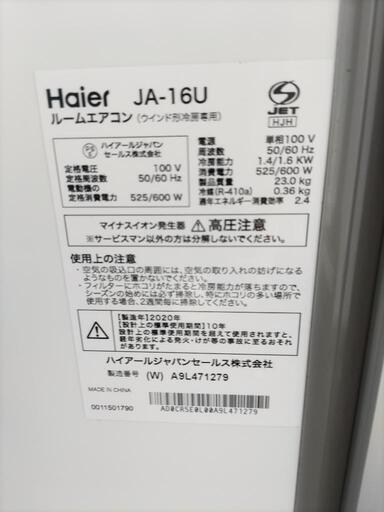 Haier JA-16U
ルームエアコン (ウインド形冷房専用)
JET
HJH
PS
E
ハイアールジャパン
セールス株式会社
定格電圧 100 V
定格周波数 50/60 Hz
電動機の
定格消費電力 525/600 W
電源 単相100 V
周波数 50/60 Hz
冷房能力 1.4/1.6 KW
消費電力 525/600 W
製品質量 23.0 kg
冷媒(R-410a) 0.36 kg
通年エネルギー消費効率 2.4
マイナスイオン発生器 高圧注意
※サービスマン以外の方は分解しないでください。
使用上の注意
・空気の吸込口の周囲には、空気の取り入れの妨げになる
ようなものを置かないでください。
・フィルターにホコリがたまると冷房能力が落ちますので、
シーズンの始めには必ず掃除し、特にホコリの多い場所で
使用する場合、2週間毎に掃除してください。
【製造年】2020年
【設計上の標準使用期間】10年
設計上の標準使用期間を超えて使用されますと、
経年劣化による発火・けが等の事故に至るおそれ
があります。
ハイアールジャパンセールス株式会社
製造番号 (W) A9L471279
MADE IN CHINA
0011501790
AD0CR5E0L00A9L471279